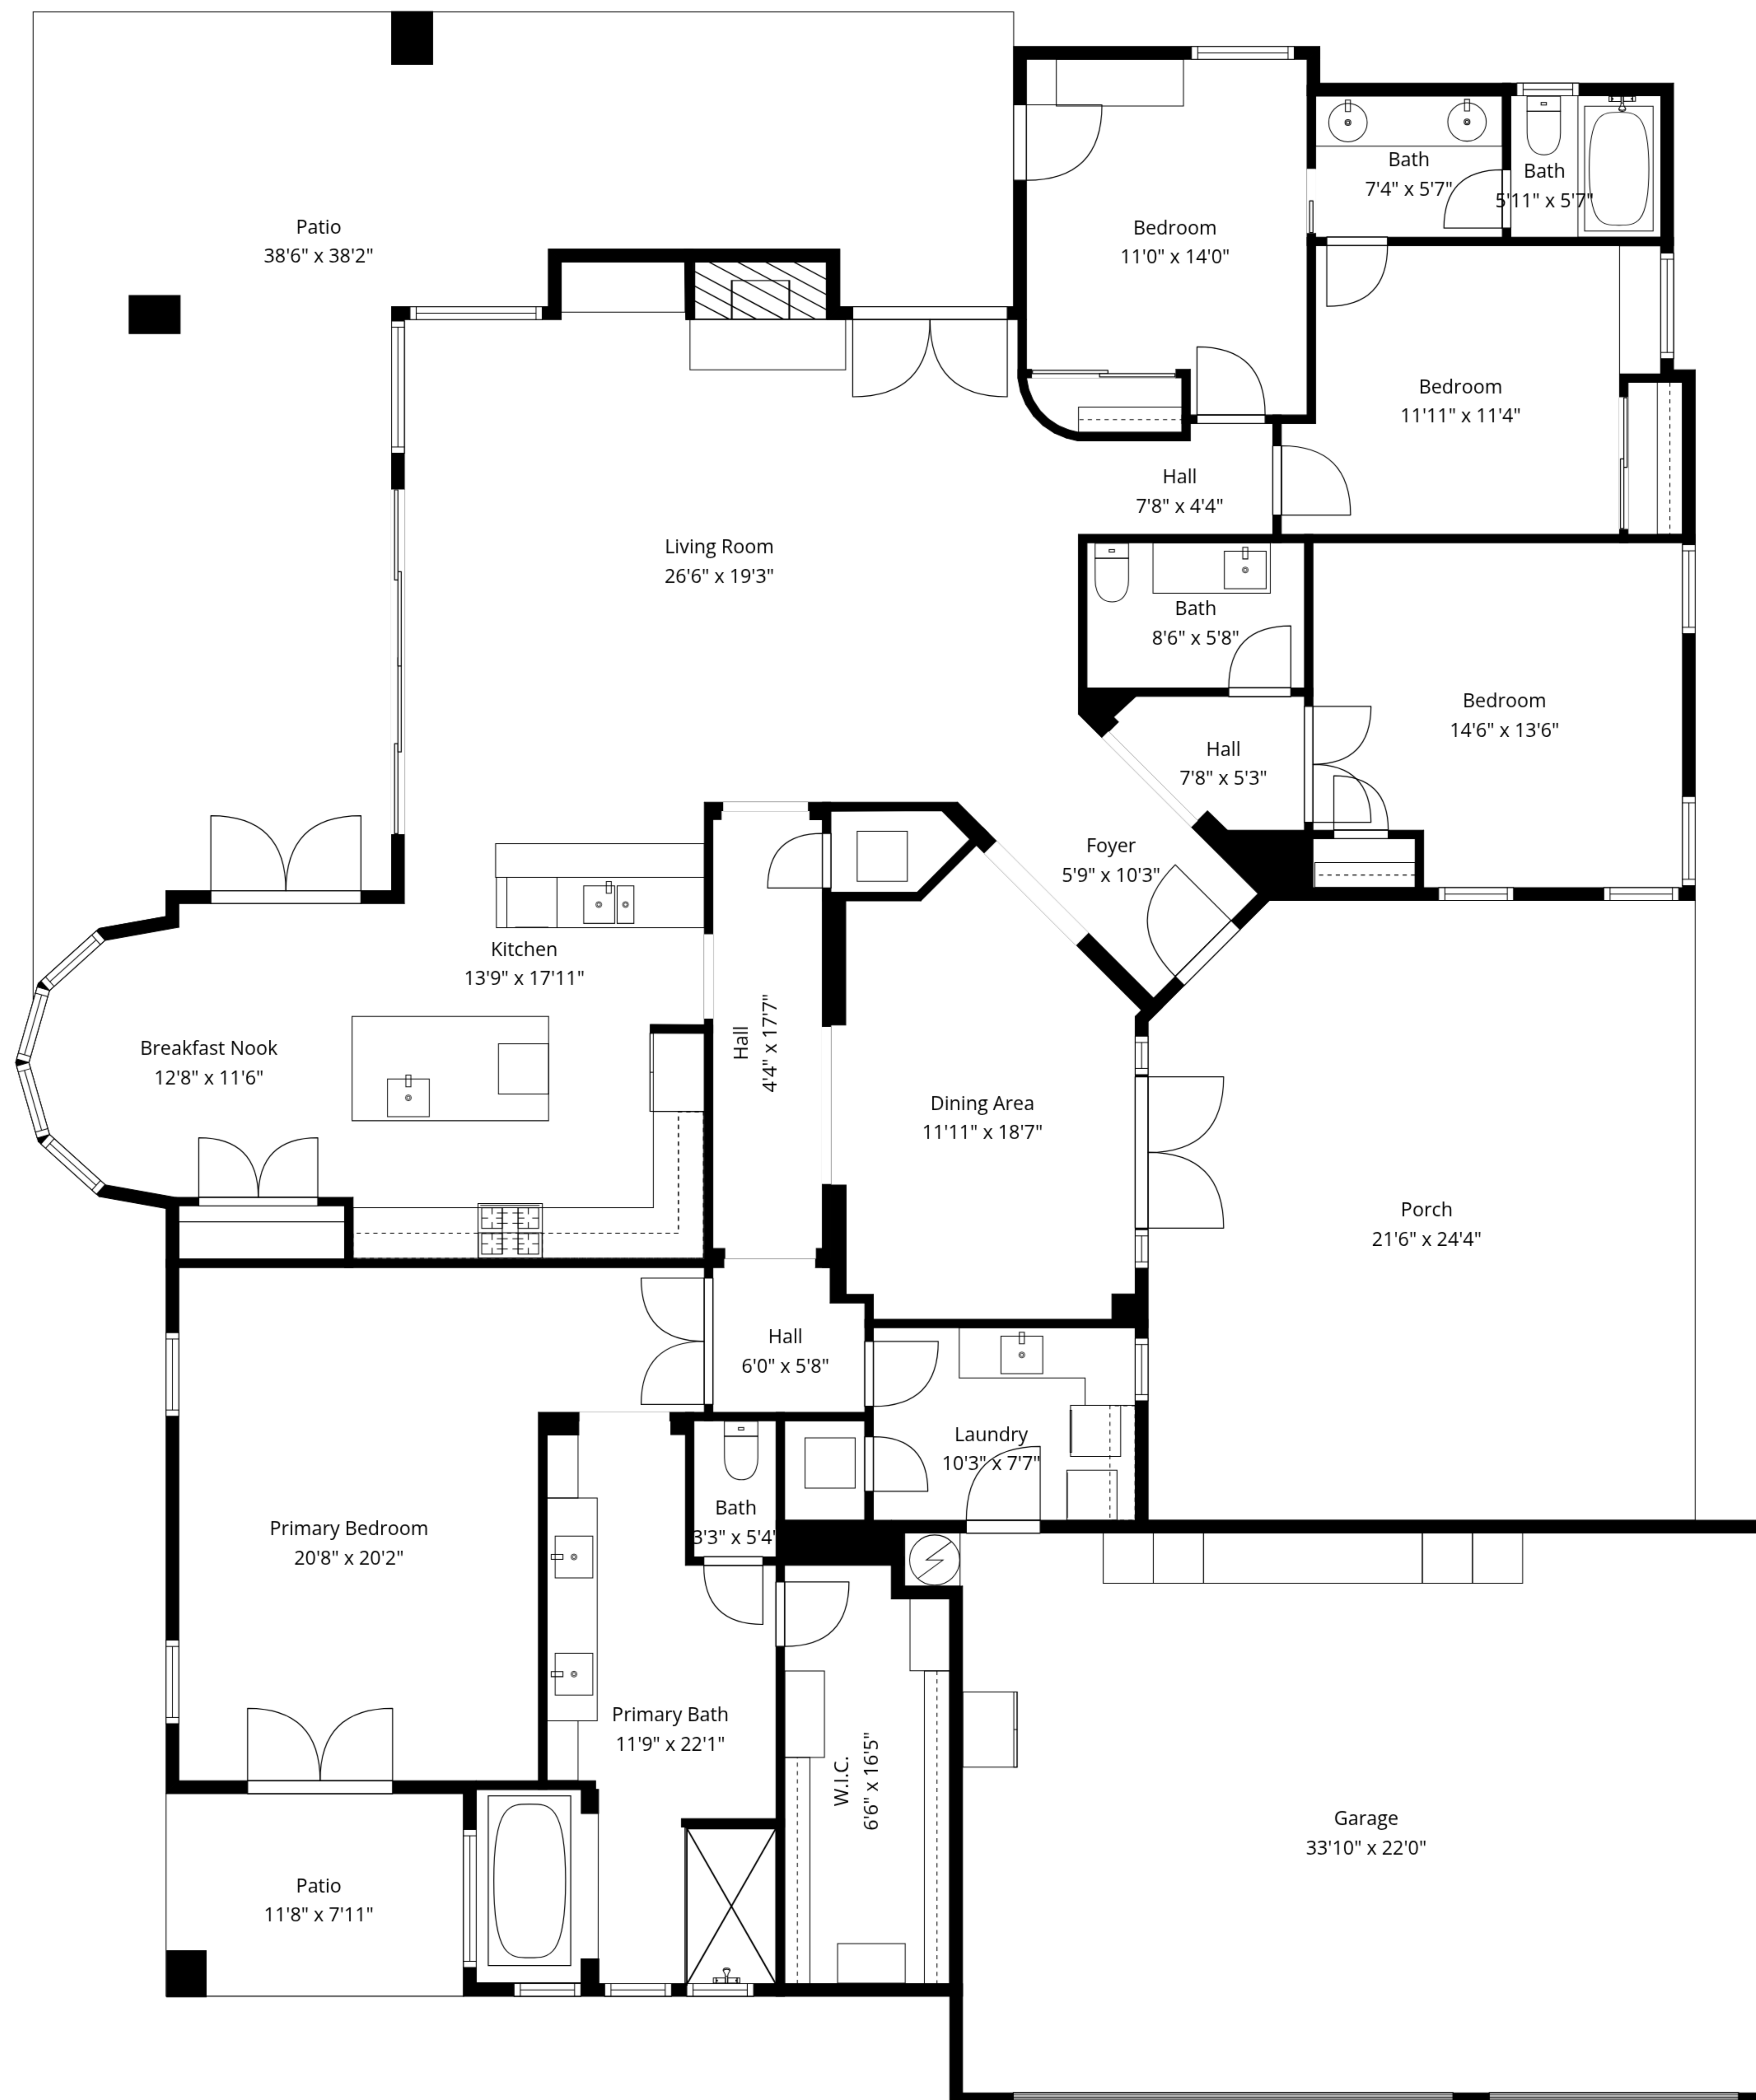 Patio
38'6" x 38'2"
Bedroom
11'0" x 14'0"
Bath
7'4" x 5'7"
Bath
5'11" x 5'7"
Bedroom
11'11" x 11'4"
Hall
7'8" x 4'4"
Living Room
26'6" x 19'3"
Bath
8'6" x 5'8"
Bedroom
14'6" x 13'6"
Hall
7'8" x 5'3"
Foyer
5'9" x 10'3"
Kitchen
13'9" x 17'11"
Hall
4'4" x 17'7"
Breakfast Nook
12'8" x 11'6"
Dining Area
11'11" x 18'7"
Porch
21'6" x 24'4"
Hall
6'0" x 5'8"
Laundry
10'3" x 7'7"
Bath
3'3" x 5'4"
Primary Bedroom
20'8" x 20'2"
Primary Bath
11'9" x 22'1"
W.I.C.
6'6" x 16'5"
Garage
33'10" x 22'0"
Patio
11'8" x 7'11"